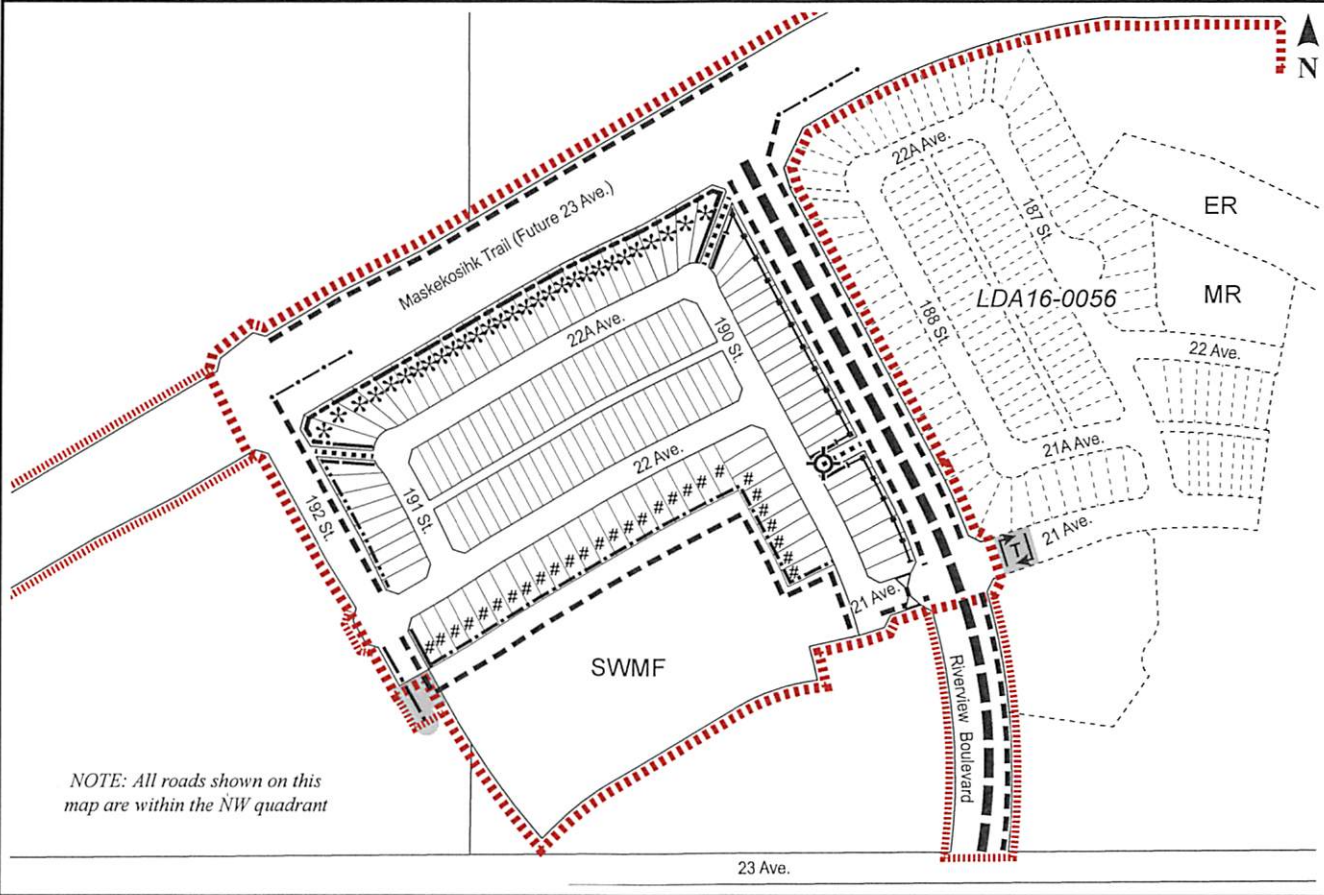 N
Maskekosihk Trail (Future 23 Ave.)
22A Ave.
187 St.
ER
MR
LDA16-0056
188 St.
22 Ave.
22A Ave.
190 St.
21A Ave.
22 Ave.
191 St.
192 St.
21 Ave.
T
21 Ave.
SWMF
Riverview Boulevard
NOTE: All roads shown on this
map are within the NW quadrant
23 Ave.